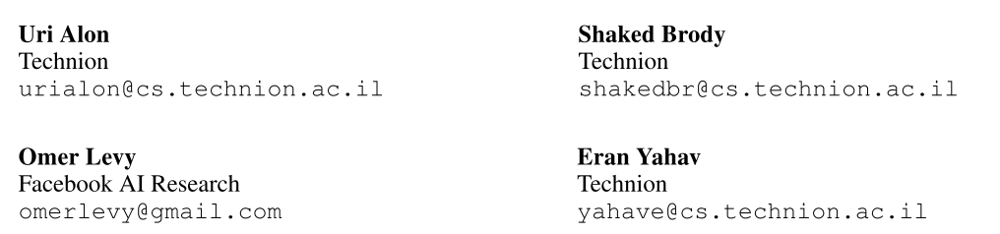 Uri Alon
Technion
urialon@cs.technion.ac.il
Shaked Brody
Technion
shakedbr@cs.technion.ac.il
Omer Levy
Facebook AI Research
omerlevy@gmail.com
Eran Yahav
Technion
yahave@cs.technion.ac.il